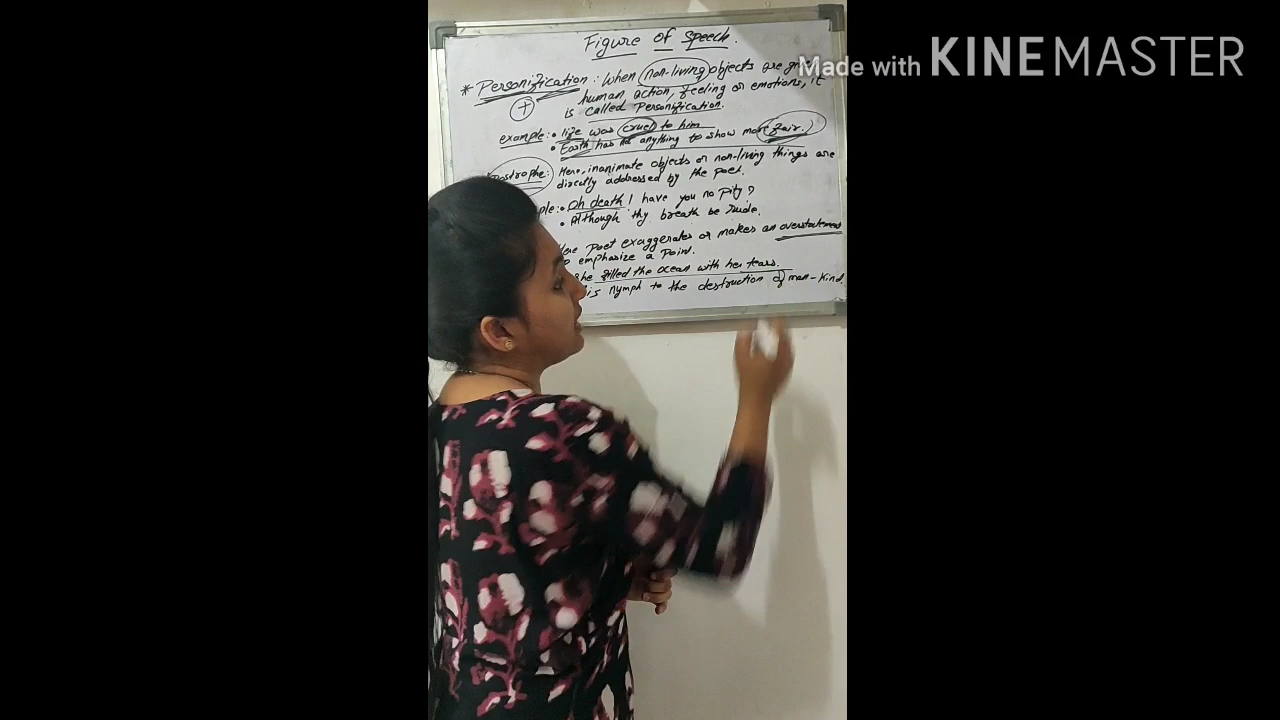 Made with KINEMASTER
Figure of Speech.
* Personification: When non-living objects are given
human action, feeling or emotions, it
is called Personification.
+
example: • life was cruel to him
• Earth has not anything to show more fair.)
postrophe: Here, inanimate objects or non-living things are
directly addressed by the poet.
ple: • Oh death! have you no pity?
• Although thy breath be rude.
Here Poet exaggerates or makes an overstatement
emphasize a Point.
she filled the ocean with her tears.
is nymph to the destruction of man-kind.